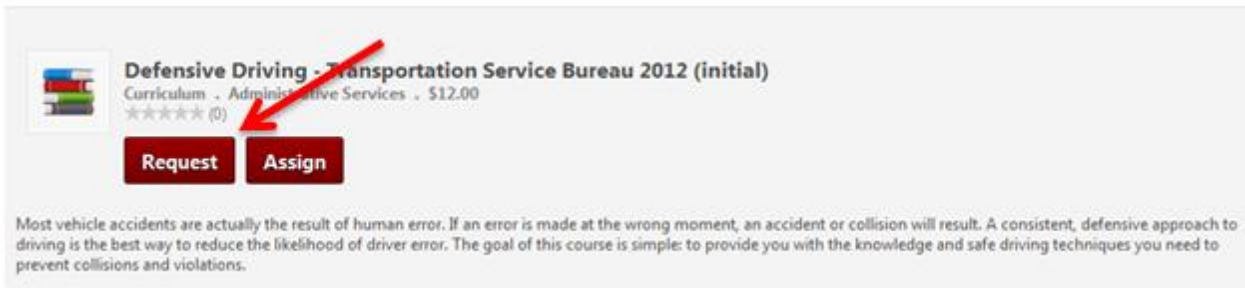 Defensive Driving - Transportation Service Bureau 2012 (initial)
Curriculum . Administrative Services . $12.00
(0)
Request Assign
Most vehicle accidents are actually the result of human error. If an error is made at the wrong moment, an accident or collision will result. A consistent, defensive approach to
driving is the best way to reduce the likelihood of driver error. The goal of this course is simple: to provide you with the knowledge and safe driving techniques you need to
prevent collisions and violations.